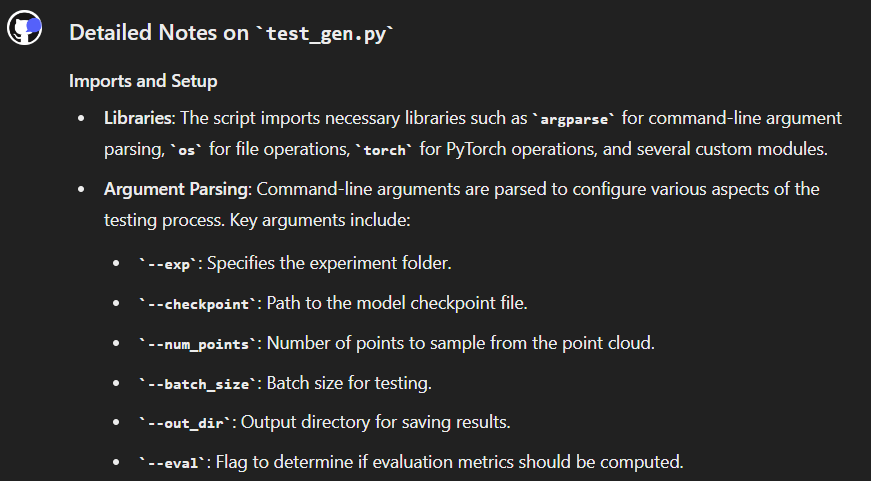 Detailed Notes on `test_gen.py`
Imports and Setup
• Libraries: The script imports necessary libraries such as `argparse` for command-line argument
parsing, `os` for file operations, `torch` for PyTorch operations, and several custom modules.
• Argument Parsing: Command-line arguments are parsed to configure various aspects of the
testing process. Key arguments include:
• `--exp`: Specifies the experiment folder.
• `--checkpoint`: Path to the model checkpoint file.
• `--num_points`: Number of points to sample from the point cloud.
• `--batch_size`: Batch size for testing.
• `--out_dir`: Output directory for saving results.
• `--eval`: Flag to determine if evaluation metrics should be computed.